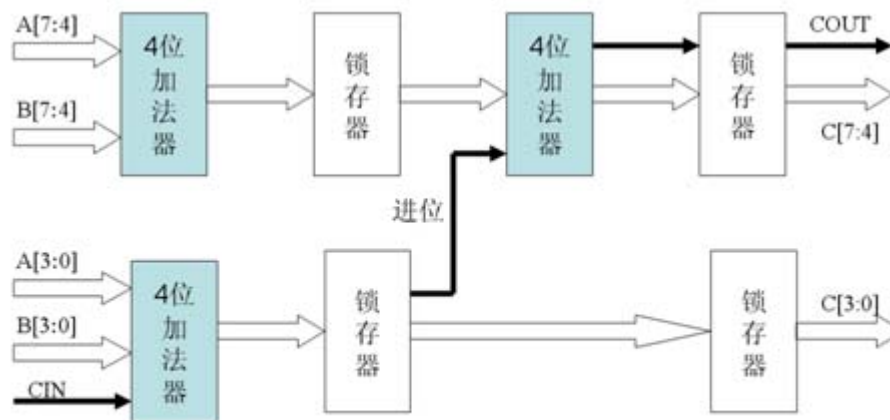 A[7:4]
B[7:4]
4位
加
法
器
锁
存
器
4位
加
法
器
锁
存
器
COUT
C[7:4]
进位
A[3:0]
B[3:0]
CIN
4位
加
法
器
锁
存
器
锁
存
器
C[3:0]